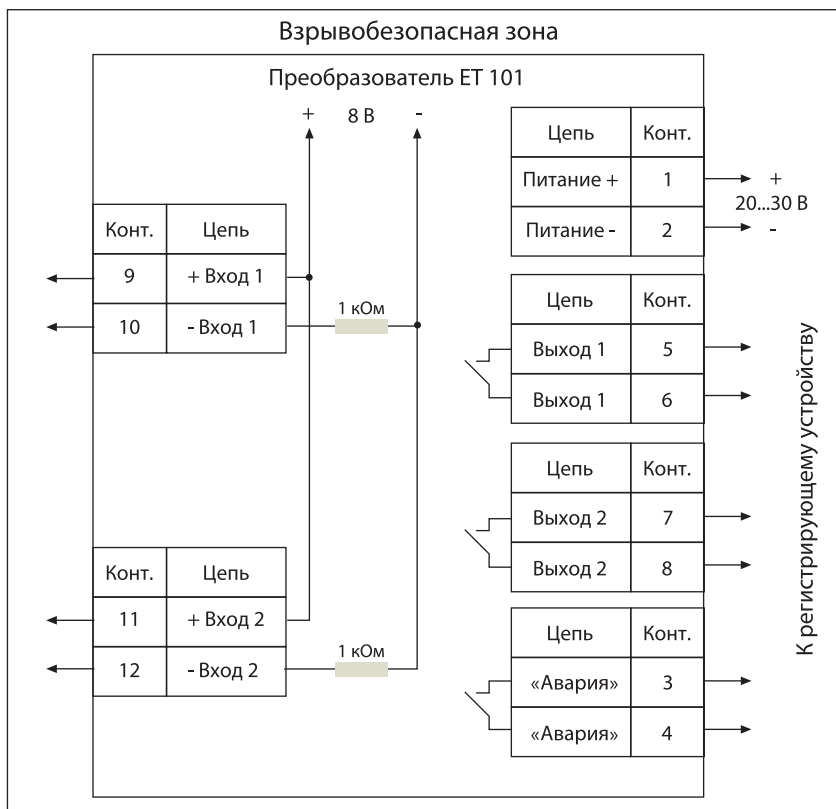 Взрывобезопасная зона
Преобразователь ЕТ 101
+ 8 В -
Конт. Цепь
9 + Вход 1
10 - Вход 1
1 кОм
Конт. Цепь
11 + Вход 2
12 - Вход 2
1 кОм
Цепь Конт.
Питание + 1
Питание - 2
+
20...30 В
-
Цепь Конт.
Выход 1 5
Выход 1 6
Цепь Конт.
Выход 2 7
Выход 2 8
Цепь Конт.
«Авария» 3
«Авария» 4
К регистрирующему устройству